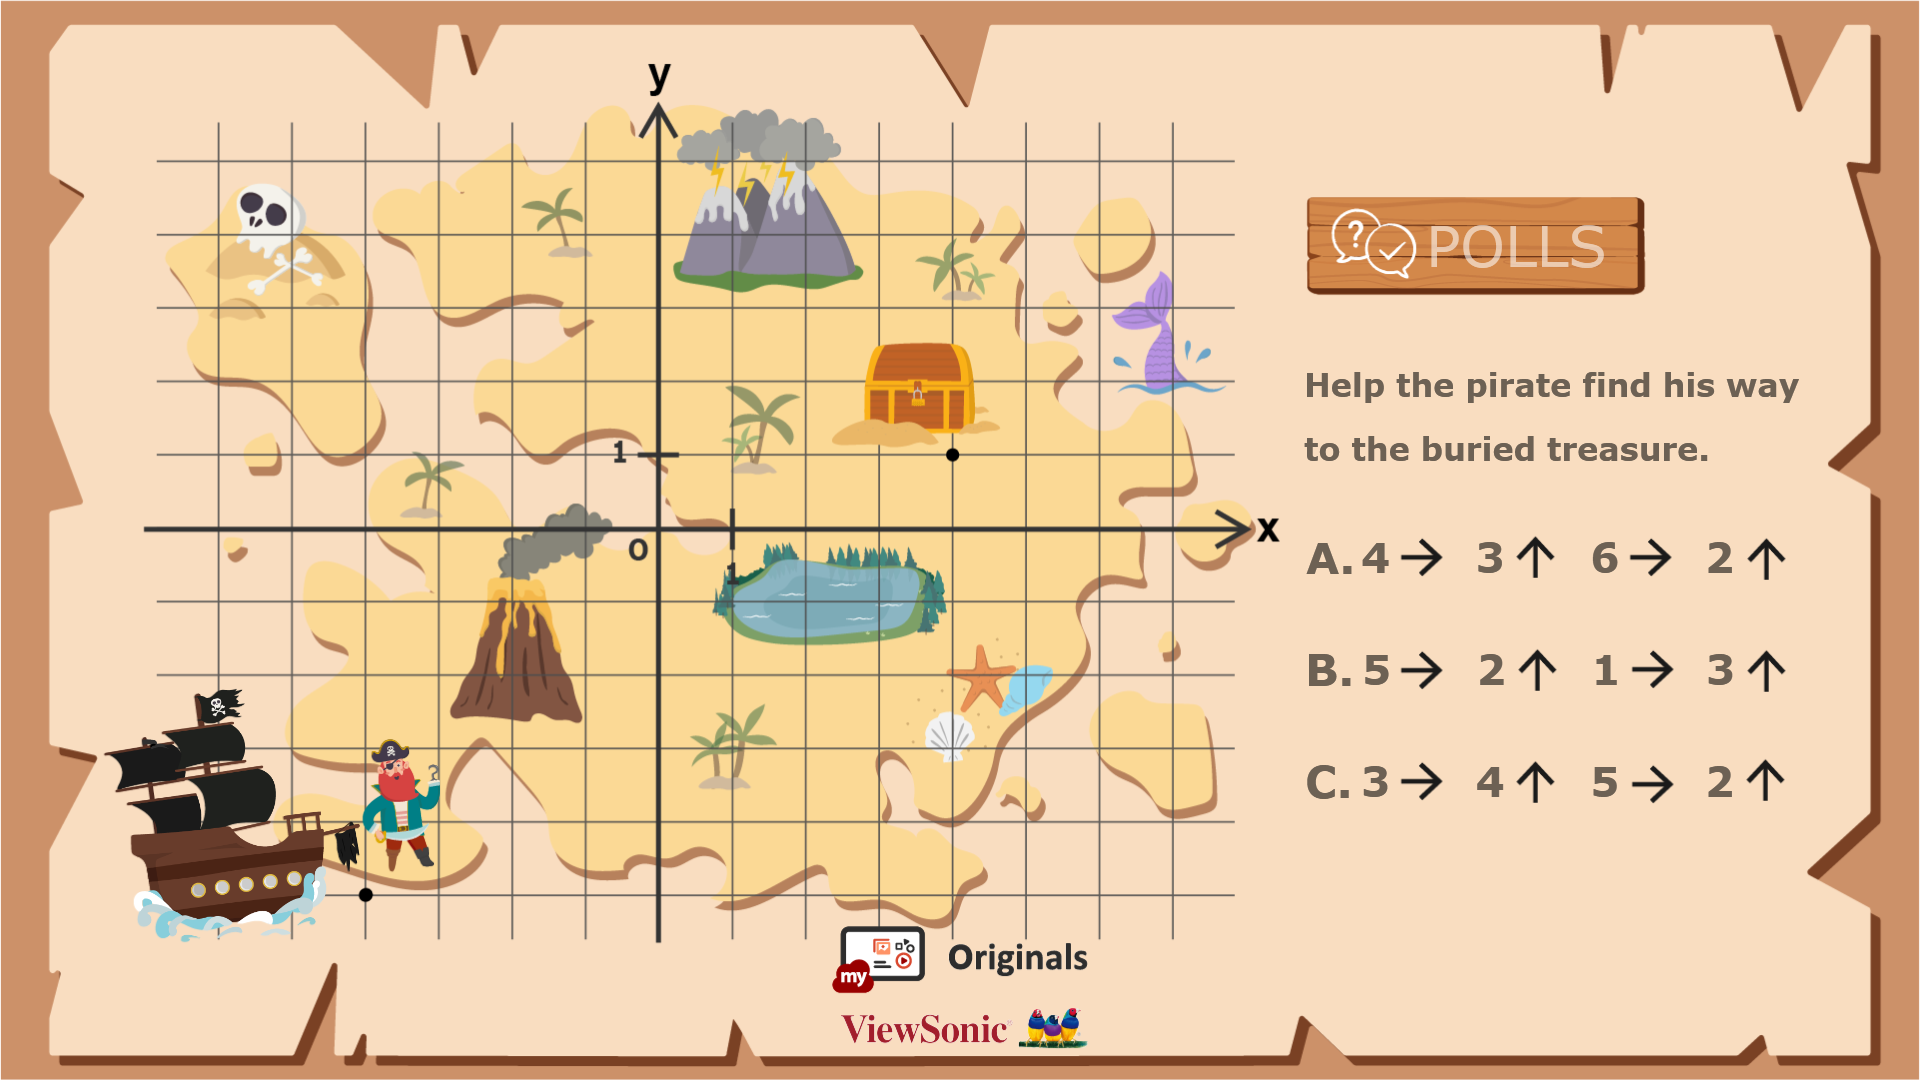 y
1
0
1
x
? POLLS
Help the pirate find his way
to the buried treasure.
A. 4 → 3 ↑ 6 → 2 ↑
B. 5 → 2 ↑ 1 → 3 ↑
C. 3 → 4 ↑ 5 → 2 ↑
my Originals
ViewSonic